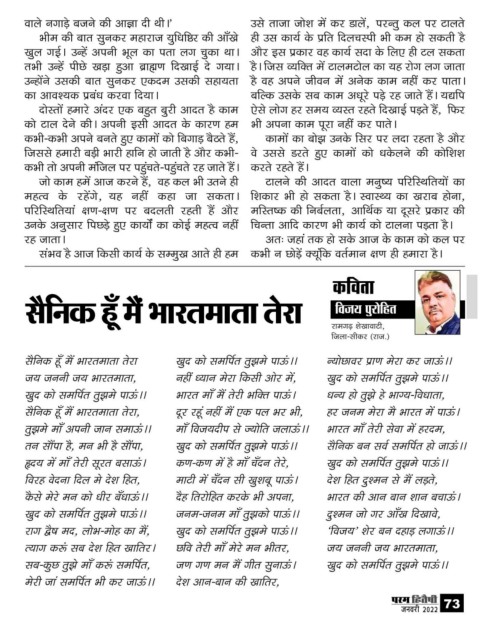 वाले नगाड़े बजने की आज्ञा दी थी।'
भीम की बात सुनकर महाराज युधिष्ठिर की आँखे
खुल गई। उन्हें अपनी भूल का पता लग चुका था।
तभी उन्हें पीछे खड़ा हुआ ब्राह्मण दिखाई दे गया।
उन्होंने उसकी बात सुनकर एकदम उसकी सहायता
का आवश्यक प्रबंध करवा दिया।
दोस्तों हमारे अंदर एक बहुत बुरी आदत है काम
को टाल देने की। अपनी इसी आदत के कारण हम
कभी-कभी अपने बनते हुए कामों को बिगाड़ बैठते हैं,
जिससे हमारी बड़ी भारी हानि हो जाती है और कभी-
कभी तो अपनी मंजिल पर पहुंचते-पहुंचते रह जाते हैं।
जो काम हमें आज करने हैं, वह कल भी उतने ही
महत्व के रहेंगे, यह नहीं कहा जा सकता।
परिस्थितियां क्षण-क्षण पर बदलती रहती हैं और
उनके अनुसार पिछड़े हुए कार्यों का कोई महत्व नहीं
रह जाता।
संभव है आज किसी कार्य के सम्मुख आते ही हम
उसे ताजा जोश में कर डालें, परन्तु कल पर टालते
ही उस कार्य के प्रति दिलचस्पी भी कम हो सकती है
और इस प्रकार वह कार्य सदा के लिए ही टल सकता
है। जिस व्यक्ति में टालमटोल का यह रोग लग जाता
है वह अपने जीवन में अनेक काम नहीं कर पाता।
बल्कि उसके सब काम अधूरे पड़े रह जाते हैं। यद्यपि
ऐसे लोग हर समय व्यस्त रहते दिखाई पड़ते हैं, फिर
भी अपना काम पूरा नहीं कर पाते।
कामों का बोझ उनके सिर पर लदा रहता है और
वे उससे डरते हुए कामों को धकेलने की कोशिश
करते रहते हैं।
टालने की आदत वाला मनुष्य परिस्थितियों का
शिकार भी हो सकता है। स्वास्थ्य का खराब होना,
मस्तिष्क की निर्बलता, आर्थिक या दूसरे प्रकार की
चिन्ता आदि कारण भी कार्य को टालना पड़ता है।
अतः जहां तक हो सके आज के काम को कल पर
कभी न छोड़ें क्यूंकि वर्तमान क्षण ही हमारा है।
सैनिक हूँ मैं भारतमाता तेरा
कविता
विजय पुरोहित
रामगढ़ शेखावाटी,
जिला-सीकर (राज.)
सैनिक हूँ मैं भारतमाता तेरा
जय जननी जय भारतमाता,
खुद को समर्पित तुझमे पाऊं।।
सैनिक हूँ मैं भारतमाता तेरा,
तुझमे माँ अपनी जान समाऊं।।
तन सौंपा है, मन भी है सौंपा,
हृदय में माँ तेरी सूरत बसाऊं।
विरह वेदना दिल मे देश हित,
कैसे मेरे मन को धीर बँधाऊं।।
खुद को समर्पित तुझमे पाऊं।।
राग द्वैष मद, लोभ-मोह का मैं,
त्याग करूं सब देश हित खातिर।
सब-कुछ तुझे माँ करूं समर्पित,
मेरी जां समर्पित भी कर जाऊं।।
खुद को समर्पित तुझमे पाऊं।।
नहीं ध्यान मेरा किसी ओर में,
भारत माँ मैं तेरी भक्ति पाऊं।
दूर रहूं नहीं मैं एक पल भर भी,
माँ विजयदीप से ज्योति जलाऊं।।
खुद को समर्पित तुझमे पाऊं।।
कण-कण में है माँ चँदन तेरे,
माटी में चँदन सी खुशबू पाऊं।
दैह तिरोहित करके भी अपना,
जनम-जनम माँ तुझको पाऊं।।
खुद को समर्पित तुझमे पाऊं।।
छवि तेरी माँ मेरे मन भीतर,
जण गण मन मैं गीत सुनाऊं।
देश आन-बान की खातिर,
न्योछावर प्राण मेरा कर जाऊं।।
खुद को समर्पित तुझमे पाऊं।।
धन्य हो तुझे हे भाग्य-विधाता,
हर जनम मेरा मै भारत में पाऊं।
भारत माँ तेरी सेवा में हरदम,
सैनिक बन सर्व समर्पित हो जाऊं।।
खुद को समर्पित तुझमे पाऊं।।
देश हित दुश्मन से मैं लड़ते,
भारत की आन बान शान बचाऊं।
दुश्मन जो गर आँख दिखावे,
'विजय' शेर बन दहाड़ लगाऊं।।
जय जननी जय भारतमाता,
खुद को समर्पित तुझमे पाऊं।।
परम हितैषी
जनवरी 2022
73